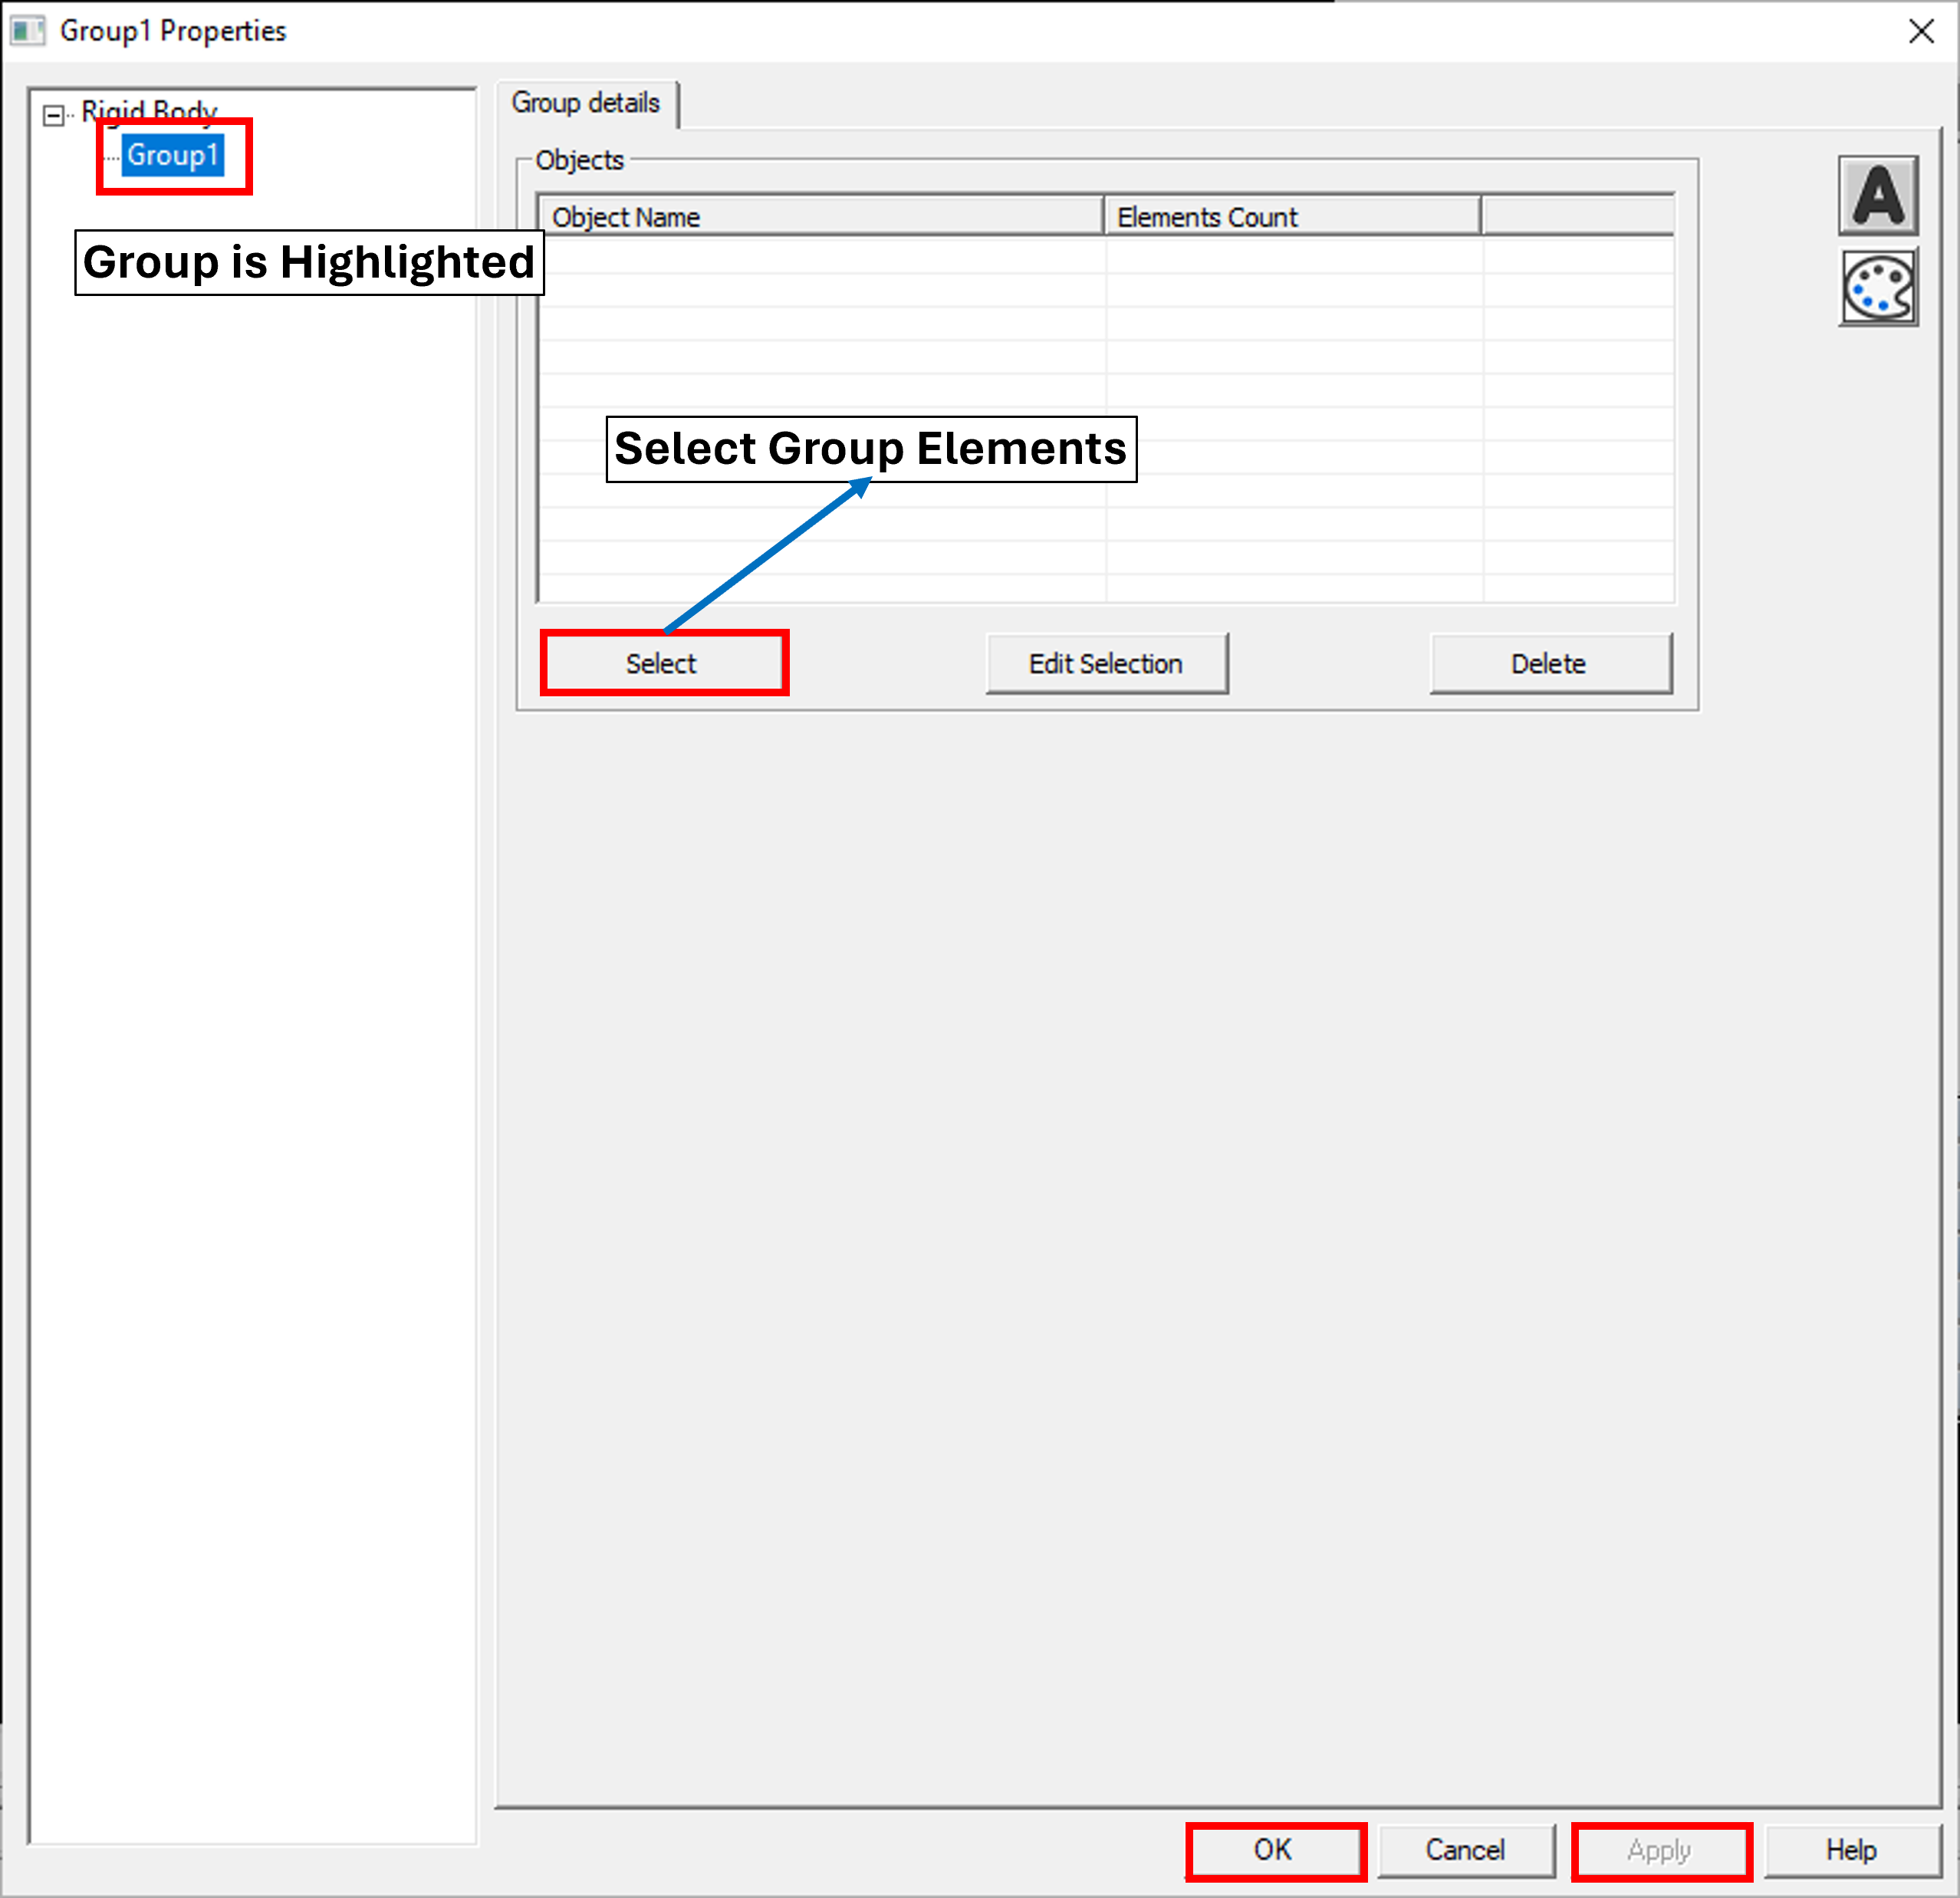 Group1 Properties
Rigid Body
Group1
Group is Highlighted
Group details
Objects
Object Name Elements Count
Select Group Elements
Select Edit Selection Delete
A
OK Cancel Apply Help